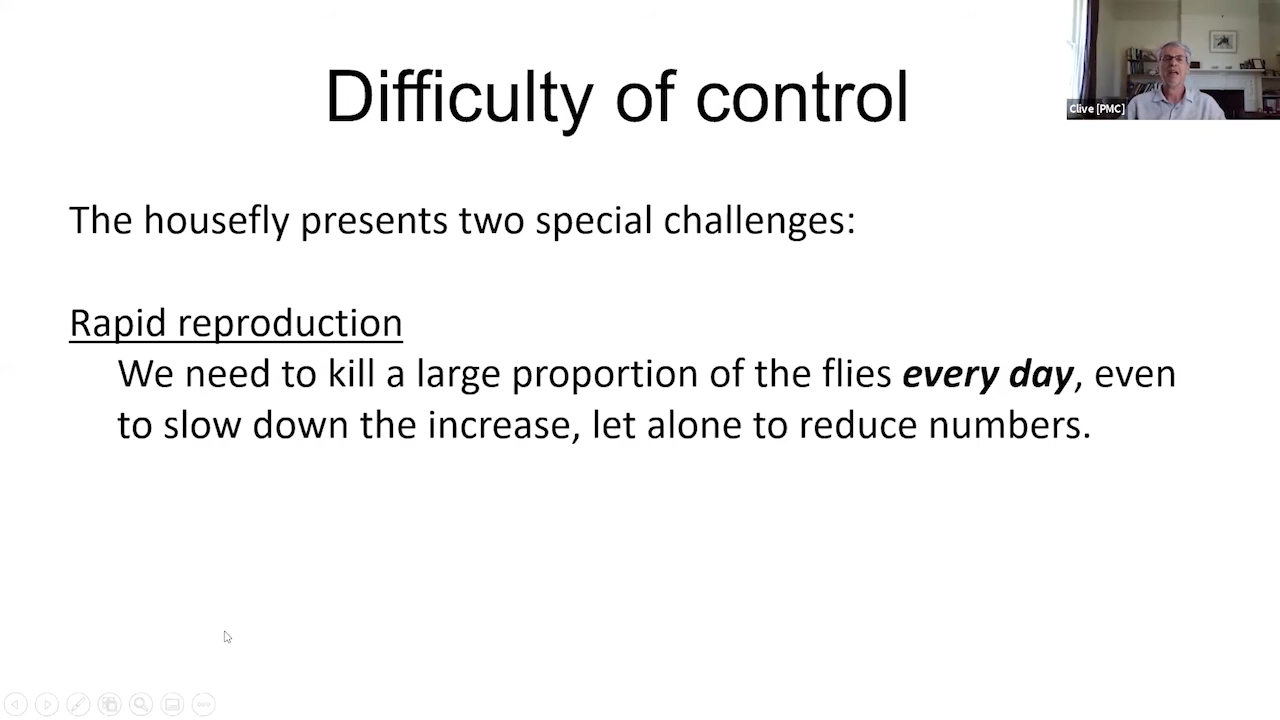 Difficulty of control
Clive [PMC]
The housefly presents two special challenges:
Rapid reproduction
We need to kill a large proportion of the flies every day, even
to slow down the increase, let alone to reduce numbers.